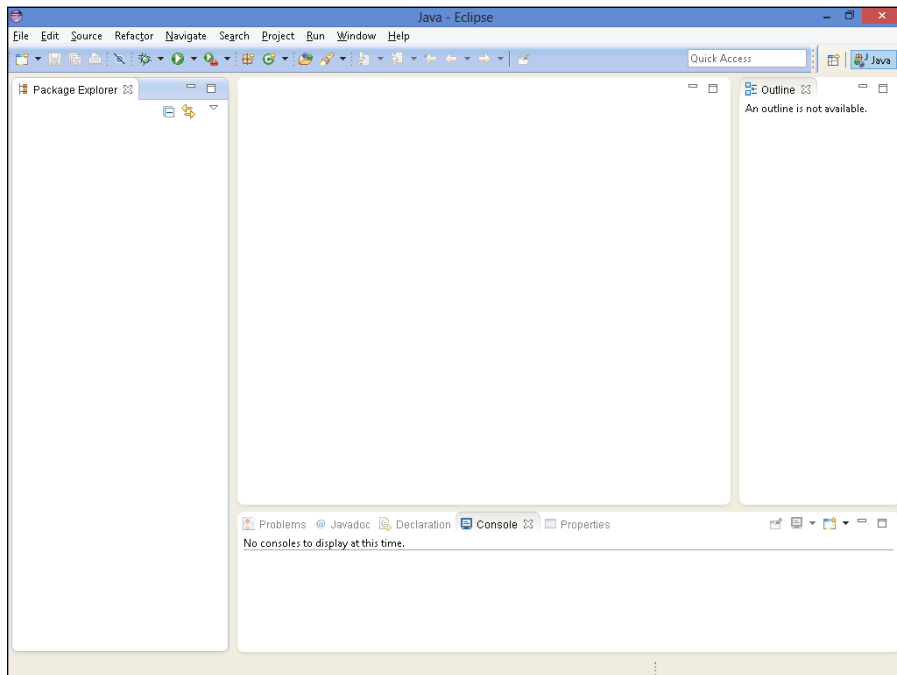 Java - Eclipse
File Edit Source Refactor Navigate Search Project Run Window Help
Quick Access
Java
Package Explorer
Outline
An outline is not available.
Problems @ Javadoc Declaration Console Properties
No consoles to display at this time.